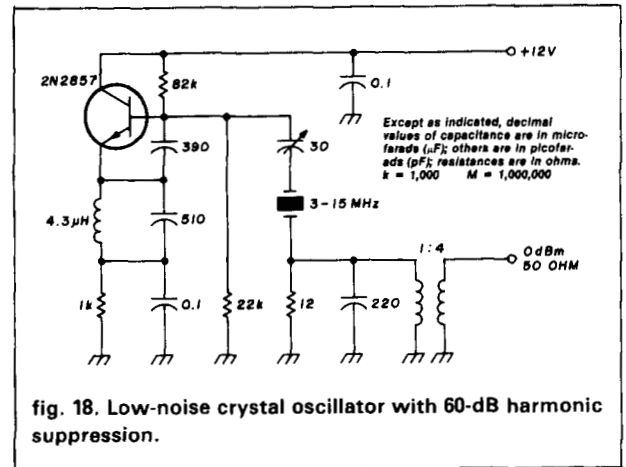 +12V
2N2857
82k
0.1
Except as indicated, decimal
values of capacitance are in micro-
farads (µF); others are in picofar-
ads (pF); resistances are in ohms.
k = 1,000 M = 1,000,000
390
30
4.3µH
510
3-15 MHz
1:4
0dBm
50 OHM
1k
0.1
22k
12
220
fig. 18. Low-noise crystal oscillator with 60-dB harmonic
suppression.